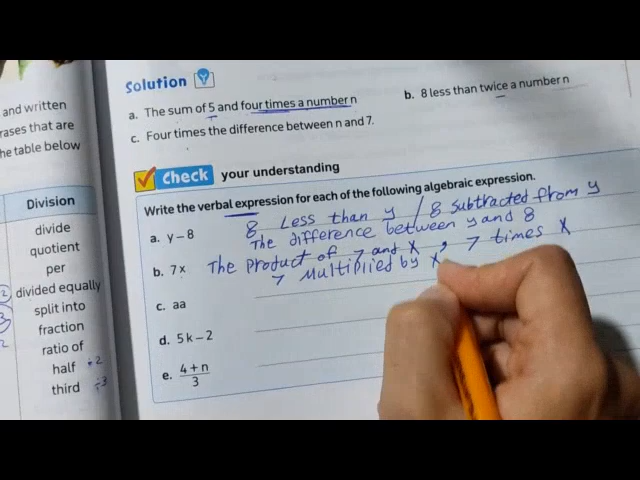 Solution
a. The sum of 5 and four times a number n
b. 8 less than twice a number n
c. Four times the difference between n and 7.
and written
rases that are
he table below
Division
divide
quotient
per
divided equally
split into
fraction
ratio of
half ÷2
third ÷3
Check your understanding
Write the verbal expression for each of the following algebraic expression.
a. y – 8 8 Less than y / 8 subtracted from y
The difference between y and 8
b. 7x The product of 7 and x , 7 times x
7 Multiplied by x
c. aa
d. 5k – 2
e. 4 + n
3